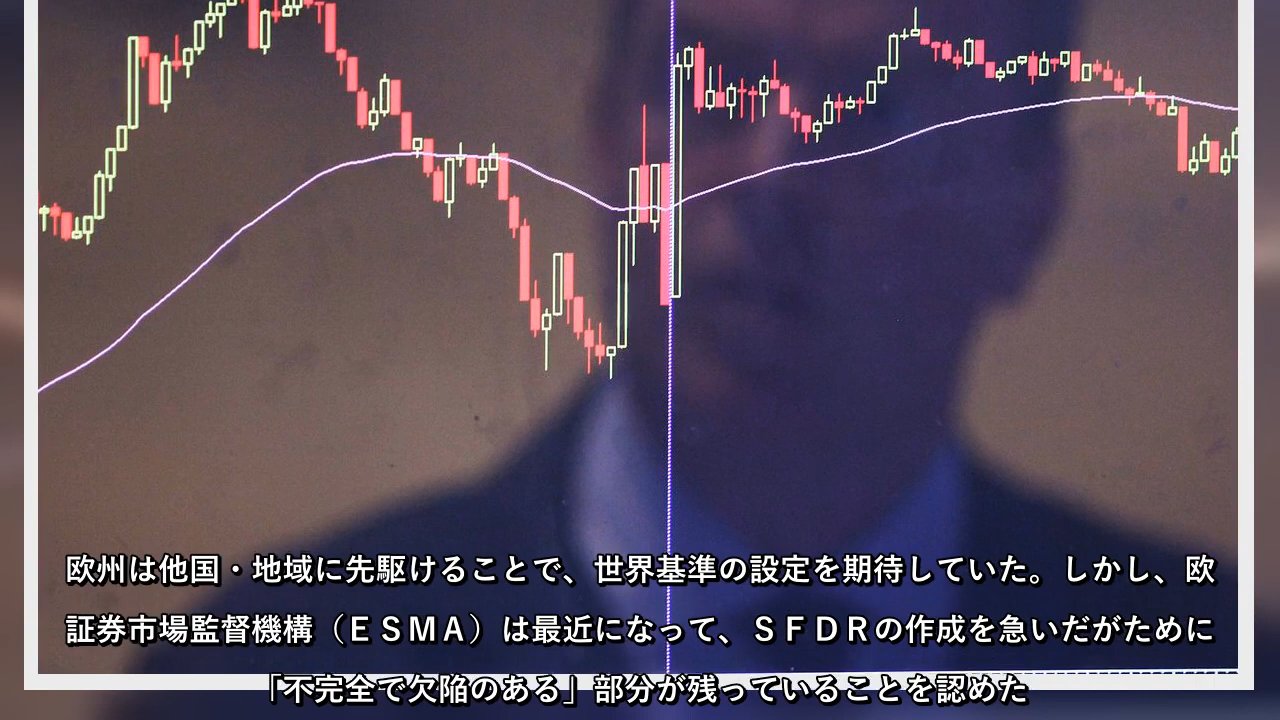 欧州は他国・地域に先駆けることで、世界基準の設定を期待していた。しかし、欧
証券市場監督機構（ＥＳＭＡ）は最近になって、ＳＦＤＲの作成を急いだがために
「不完全で欠陥のある」部分が残っていることを認めた